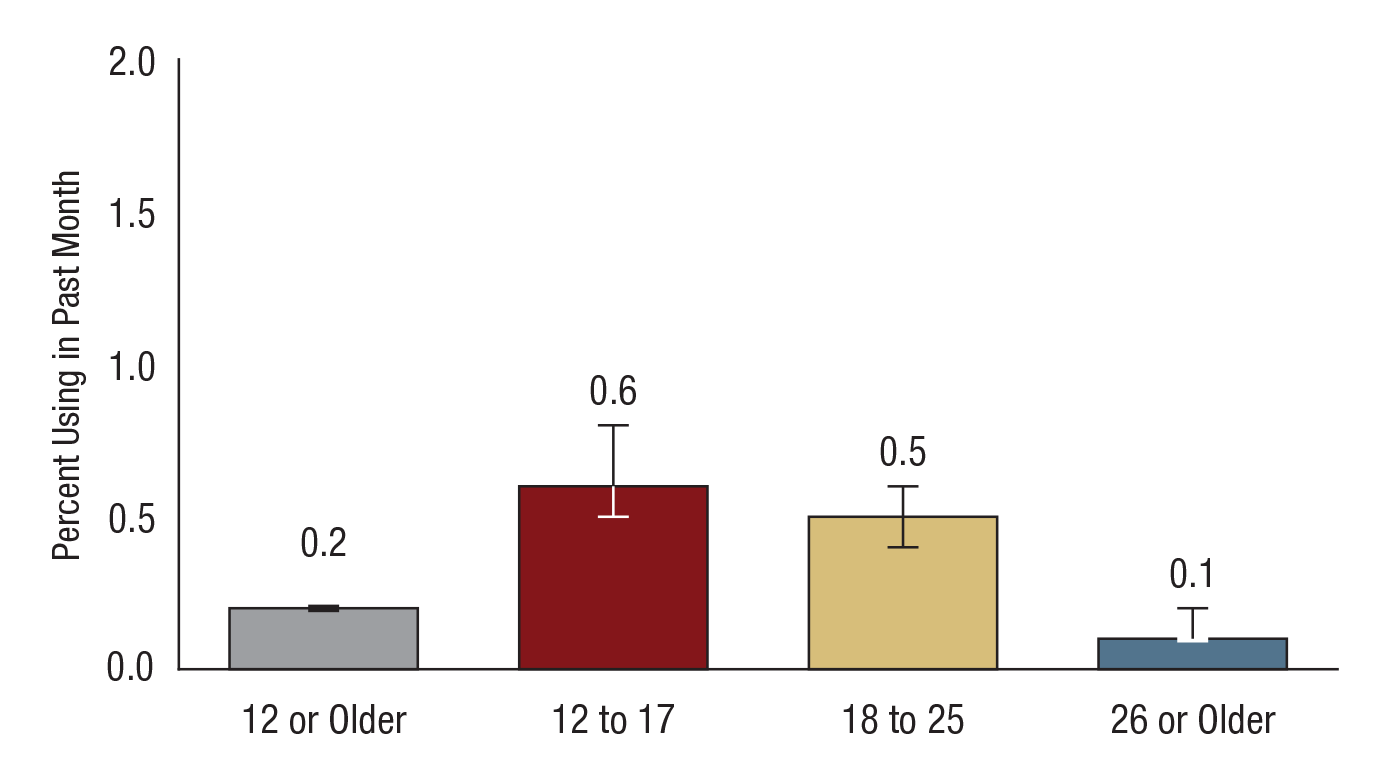 Percent Using in Past Month
2.0
1.5
1.0
0.5
0.0
0.2
0.6
0.5
0.1
12 or Older
12 to 17
18 to 25
26 or Older